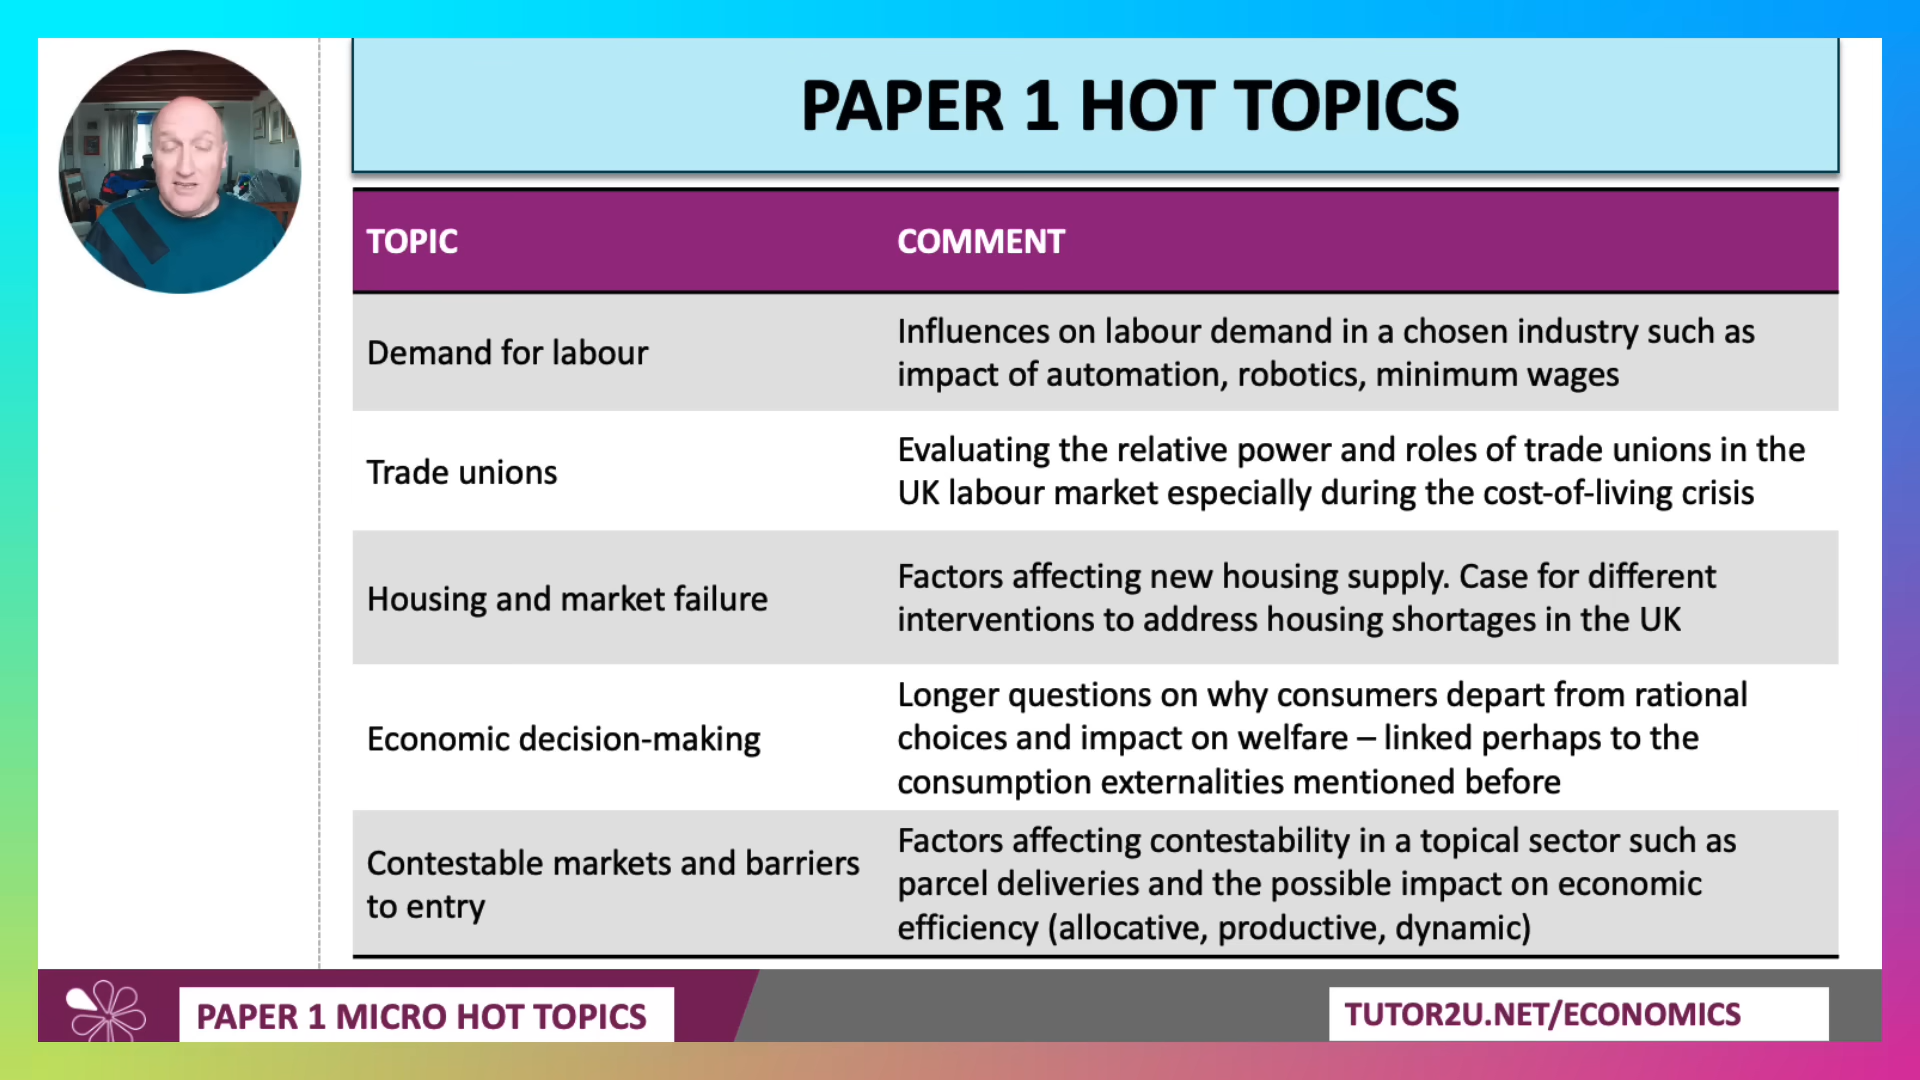 PAPER 1 HOT TOPICS
TOPIC
COMMENT
Demand for labour
Influences on labour demand in a chosen industry such as
impact of automation, robotics, minimum wages
Trade unions
Evaluating the relative power and roles of trade unions in the
UK labour market especially during the cost-of-living crisis
Housing and market failure
Factors affecting new housing supply. Case for different
interventions to address housing shortages in the UK
Economic decision-making
Longer questions on why consumers depart from rational
choices and impact on welfare – linked perhaps to the
consumption externalities mentioned before
Contestable markets and barriers
to entry
Factors affecting contestability in a topical sector such as
parcel deliveries and the possible impact on economic
efficiency (allocative, productive, dynamic)
PAPER 1 MICRO HOT TOPICS
TUTOR2U.NET/ECONOMICS